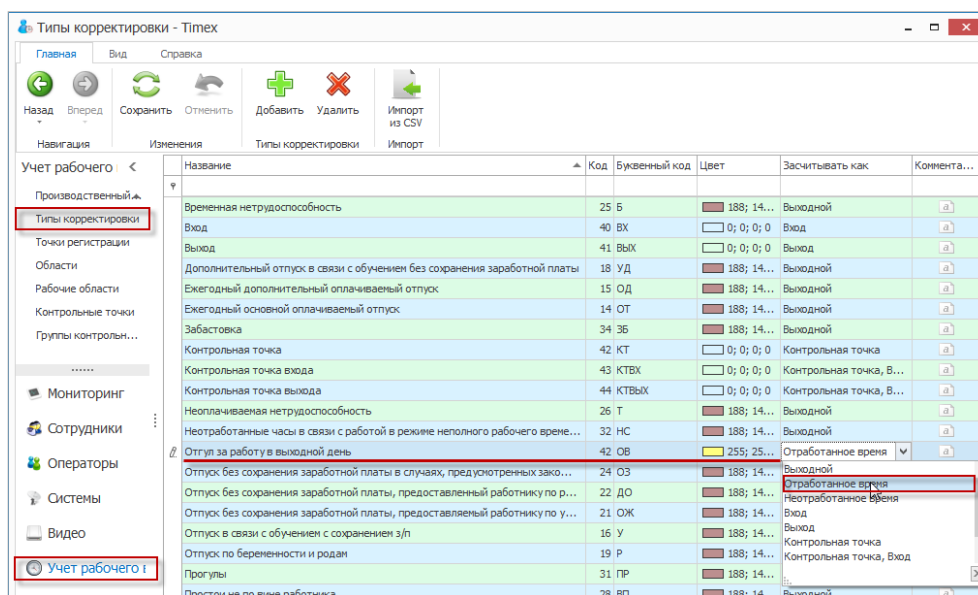 Типы корректировки - Timex
Главная Вид Справка
Назад Вперед Сохранить Отменить Добавить Удалить Импорт из CSV
Навигация Изменения Типы корректировки Импорт
Учет рабочего
Производственный
Типы корректировки
Точки регистрации
Области
Рабочие области
Контрольные точки
Группы контрольн...
Мониторинг
Сотрудники
Операторы
Системы
Видео
Учет рабочего в
Название Код Буквенный код Цвет Засчитывать как Коммента...
Временная нетрудоспособность 25 Б 188; 14... Выходной
Вход 40 ВХ 0; 0; 0; 0 Вход
Выход 41 ВЫХ 0; 0; 0; 0 Выход
Дополнительный отпуск в связи с обучением без сохранения заработной платы 18 УД 188; 14... Выходной
Ежегодный дополнительный оплачиваемый отпуск 15 ОД 188; 14... Выходной
Ежегодный основной оплачиваемый отпуск 14 ОТ 188; 14... Выходной
Забастовка 34 ЗБ 188; 14... Выходной
Контрольная точка 42 КТ 0; 0; 0; 0 Контрольная точка
Контрольная точка входа 43 КТВХ 0; 0; 0; 0 Контрольная точка, В...
Контрольная точка выхода 44 КТВЫХ 0; 0; 0; 0 Контрольная точка, В...
Неоплачиваемая нетрудоспособность 26 Т 188; 14... Выходной
Неотработанные часы в связи с работой в режиме неполного рабочего време... 32 НС 188; 14... Выходной
Отгул за работу в выходной день 42 ОВ 255; 25... Отработанное время
Отпуск без сохранения заработной платы в случаях, предусмотренных зако... 24 ОЗ 188; 14...
Отпуск без сохранения заработной платы, предоставленный работнику по р... 22 ДО 188; 14...
Отпуск без сохранения заработной платы, предоставляемый работнику по у... 21 ОЖ 188; 14...
Отпуск в связи с обучением с сохранением з/п 16 У 188; 14...
Отпуск по беременности и родам 19 Р 188; 14...
Прогулы 31 ПР 188; 14...
Простои не по вине работника 28 ВП 188; 14... Выходной
Выходной
Отработанное время
Неотработанное время
Вход
Выход
Контрольная точка
Контрольная точка, Вход